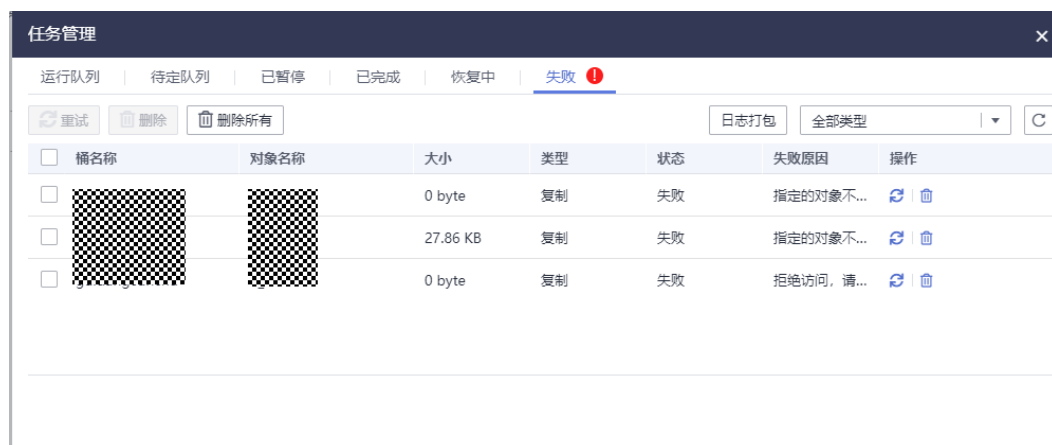 任务管理
运行队列 待定队列 已暂停 已完成 恢复中 失败
重试 删除 删除所有 日志打包 全部类型
桶名称 对象名称 大小 类型 状态 失败原因 操作
0 byte 复制 失败 指定的对象不...
27.86 KB 复制 失败 指定的对象不...
0 byte 复制 失败 拒绝访问, 请...